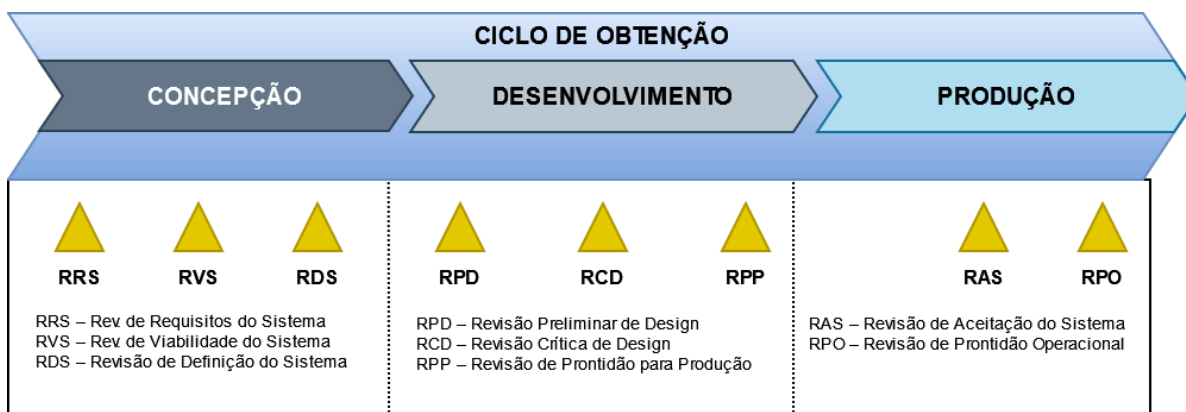 CICLO DE OBTENÇÃO
CONCEPÇÃO
DESENVOLVIMENTO
PRODUÇÃO
RRS
RVS
RDS
RPD
RCD
RPP
RAS
RPO
RRS – Rev. de Requisitos do Sistema
RVS – Rev. de Viabilidade do Sistema
RDS – Revisão de Definição do Sistema
RPD – Revisão Preliminar de Design
RCD – Revisão Crítica de Design
RPP – Revisão de Prontidão para Produção
RAS – Revisão de Aceitação do Sistema
RPO – Revisão de Prontidão Operacional